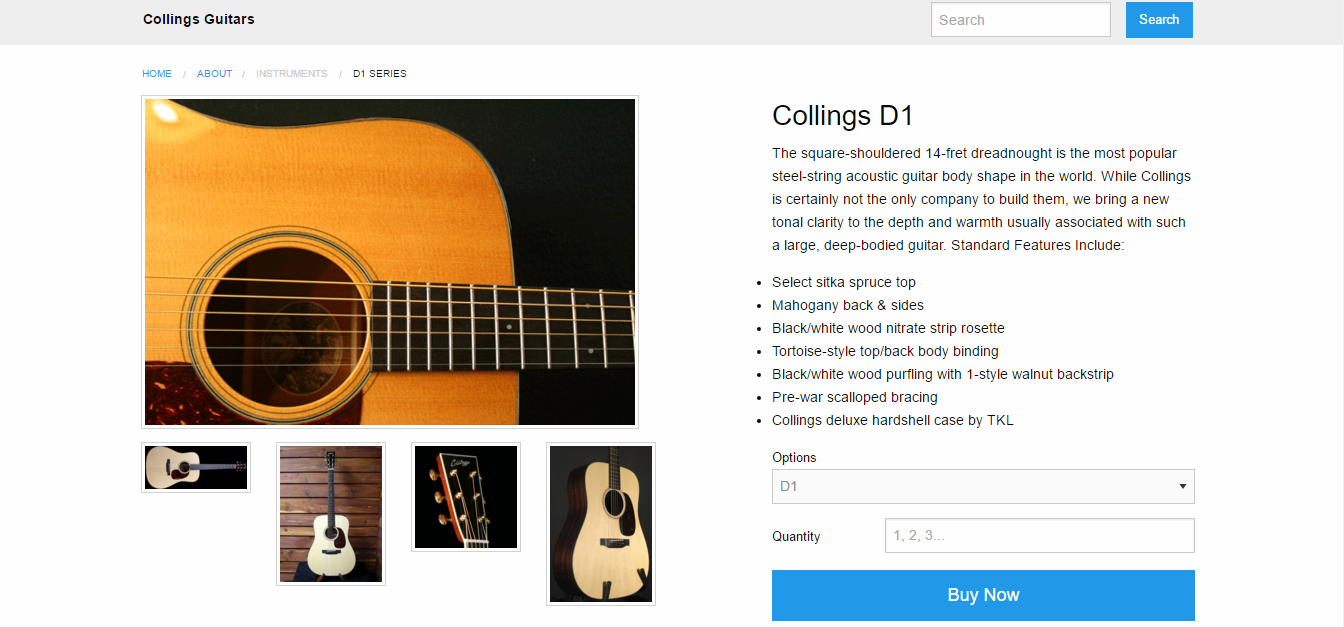 Collings Guitars
Search
Search
HOME / ABOUT / INSTRUMENTS / D1 SERIES
Collings D1
The square-shouldered 14-fret dreadnought is the most popular
steel-string acoustic guitar body shape in the world. While Collings
is certainly not the only company to build them, we bring a new
tonal clarity to the depth and warmth usually associated with such
a large, deep-bodied guitar. Standard Features Include:
• Select sitka spruce top
• Mahogany back & sides
• Black/white wood nitrate strip rosette
• Tortoise-style top/back body binding
• Black/white wood purfling with 1-style walnut backstrip
• Pre-war scalloped bracing
• Collings deluxe hardshell case by TKL
Options
D1
Quantity
1, 2, 3...
Buy Now
Collings